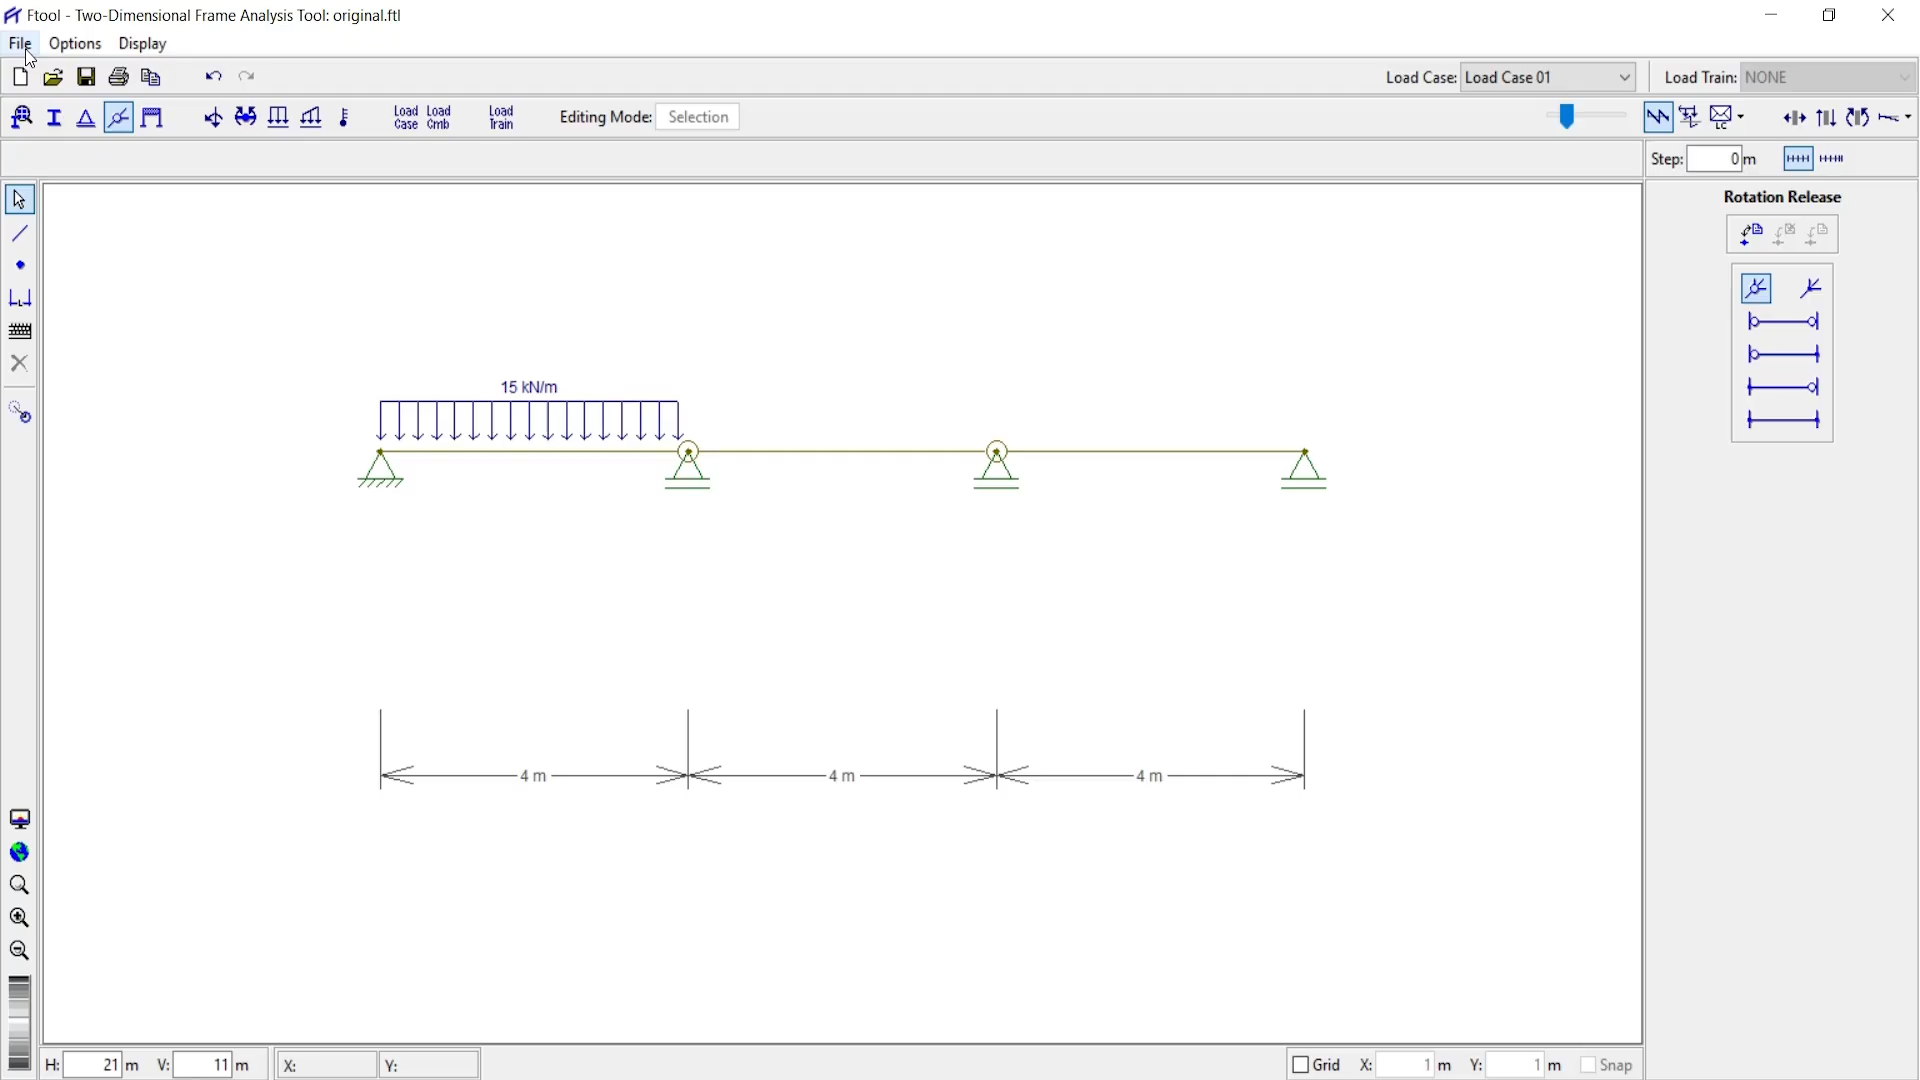 Ftool - Two-Dimensional Frame Analysis Tool: original.ftl
File Options Display
Load Case: Load Case 01 Load Train: NONE
Load Case Load Cmb Load Train Editing Mode: Selection LC
Step: 0 m
Rotation Release
15 kN/m
4 m 4 m 4 m
H: 21 m V: 11 m X: Y: Grid X: 1 m Y: 1 m Snap